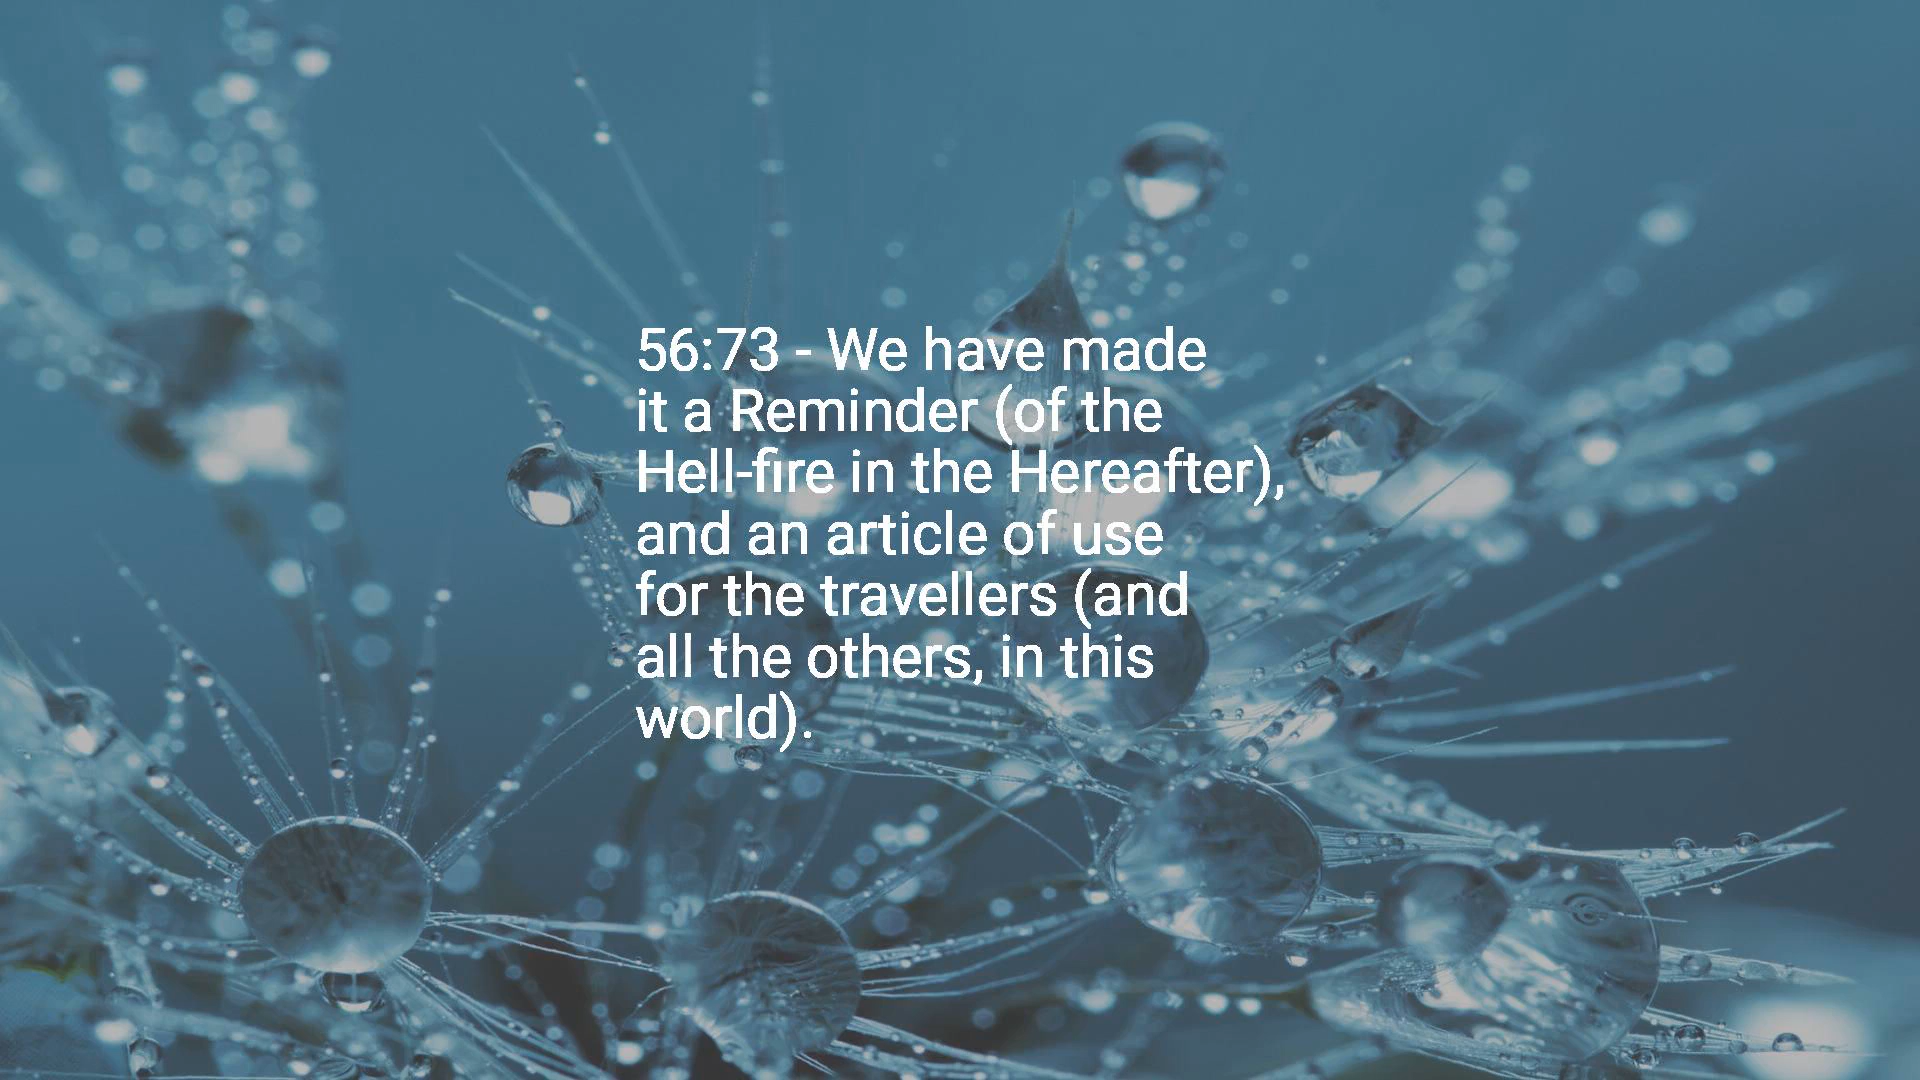 56:73 - We have made
it a Reminder (of the
Hell-fire in the Hereafter),
and an article of use
for the travellers (and
all the others, in this
world).